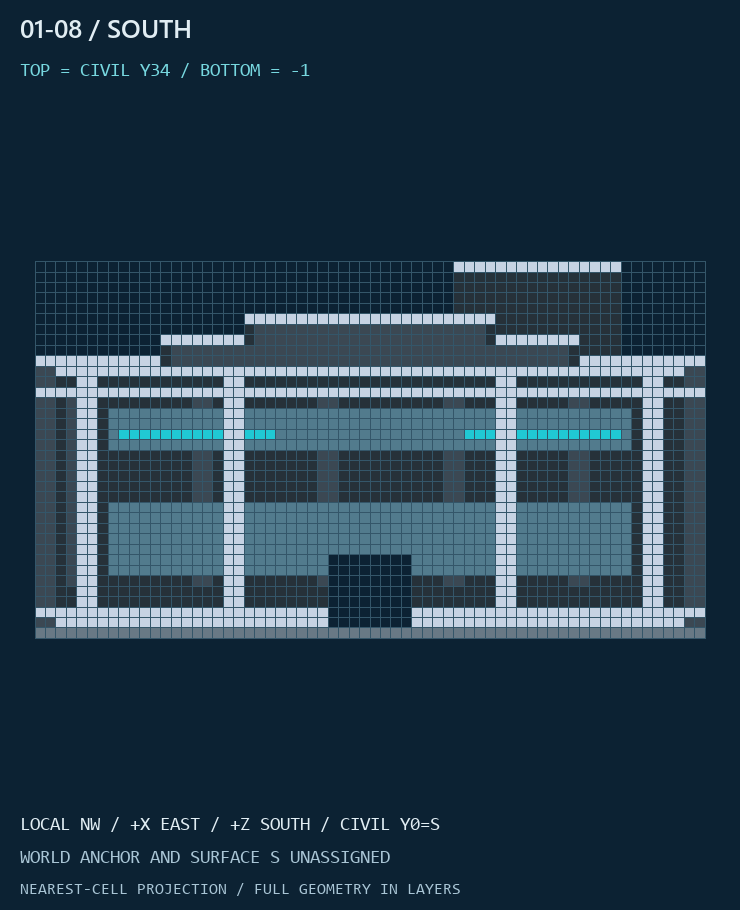 01-08 / SOUTH
TOP = CIVIL Y34 / BOTTOM = -1
LOCAL NW / +X EAST / +Z SOUTH / CIVIL Y0=S
WORLD ANCHOR AND SURFACE S UNASSIGNED
NEAREST-CELL PROJECTION / FULL GEOMETRY IN LAYERS